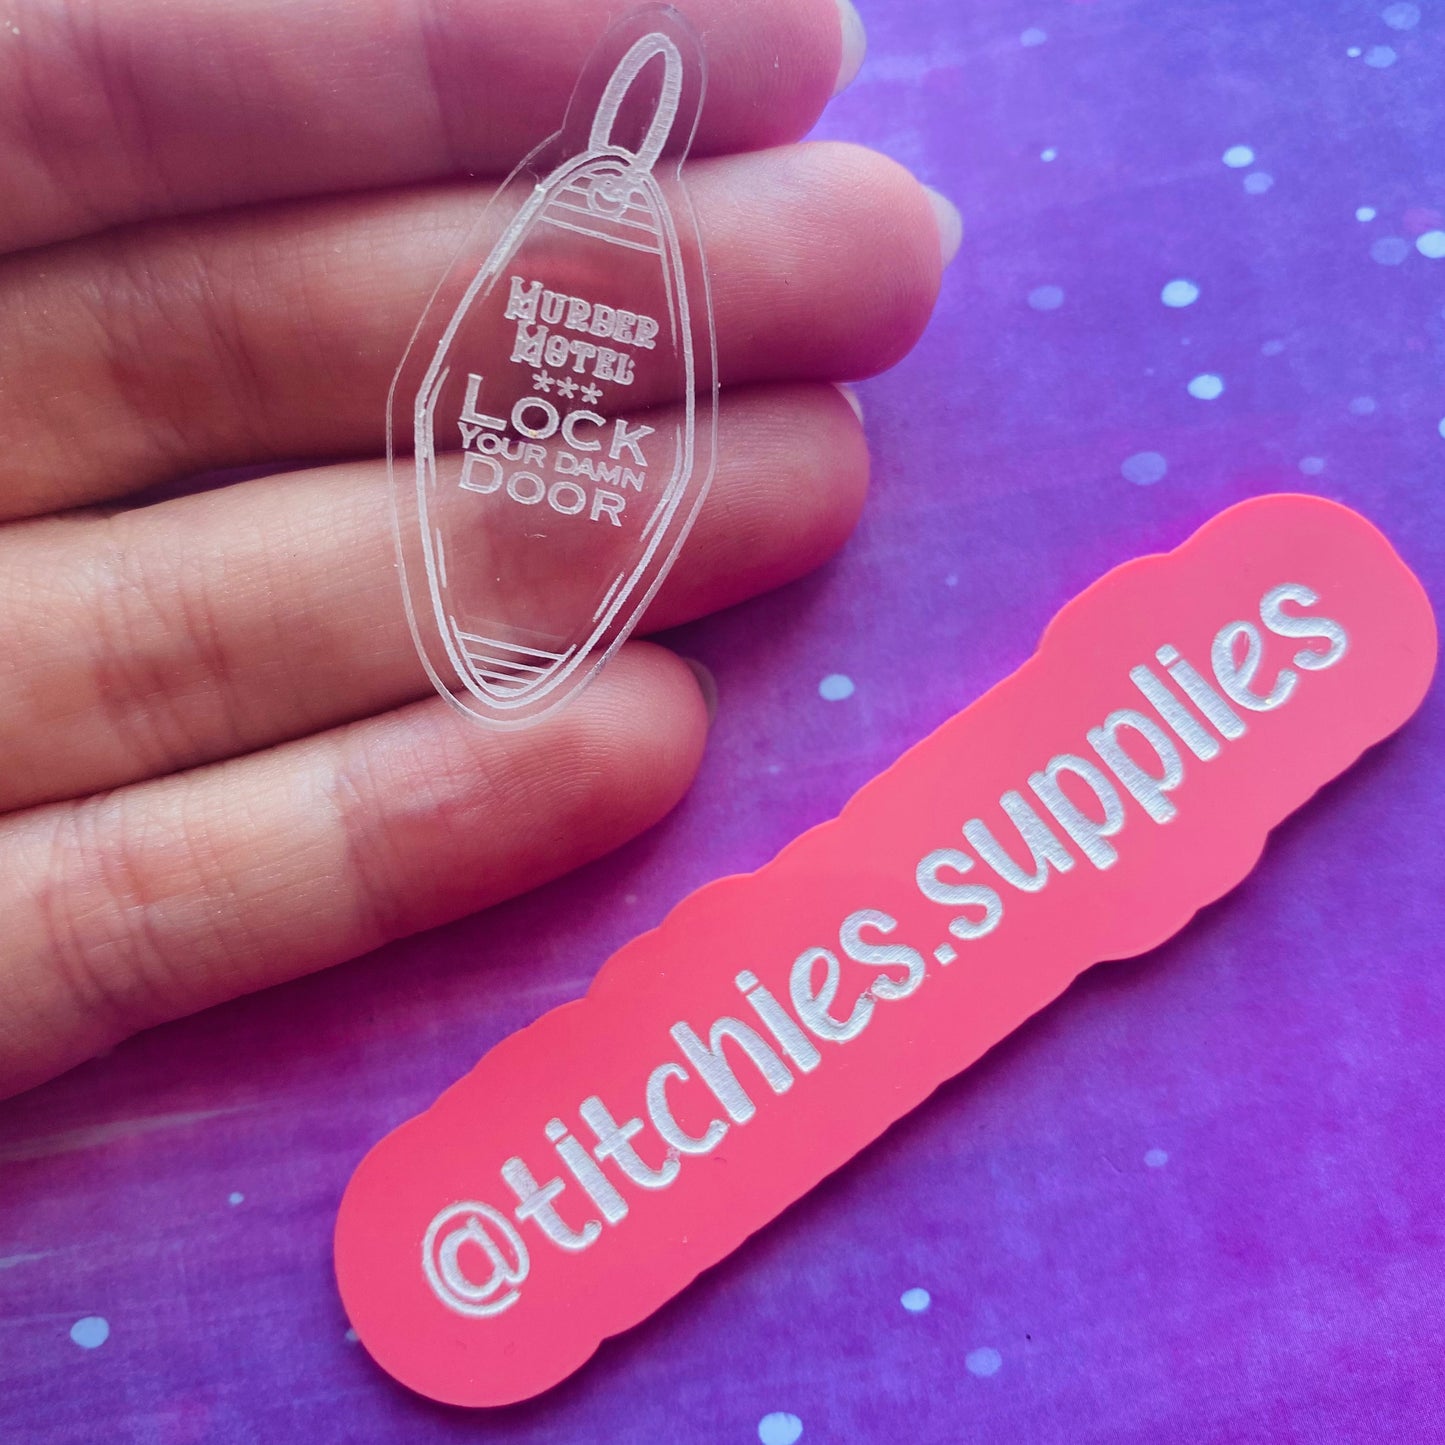 MURDER
MOTEL
***
LOCK
YOUR DAMN
DOOR
@titchies.supplies